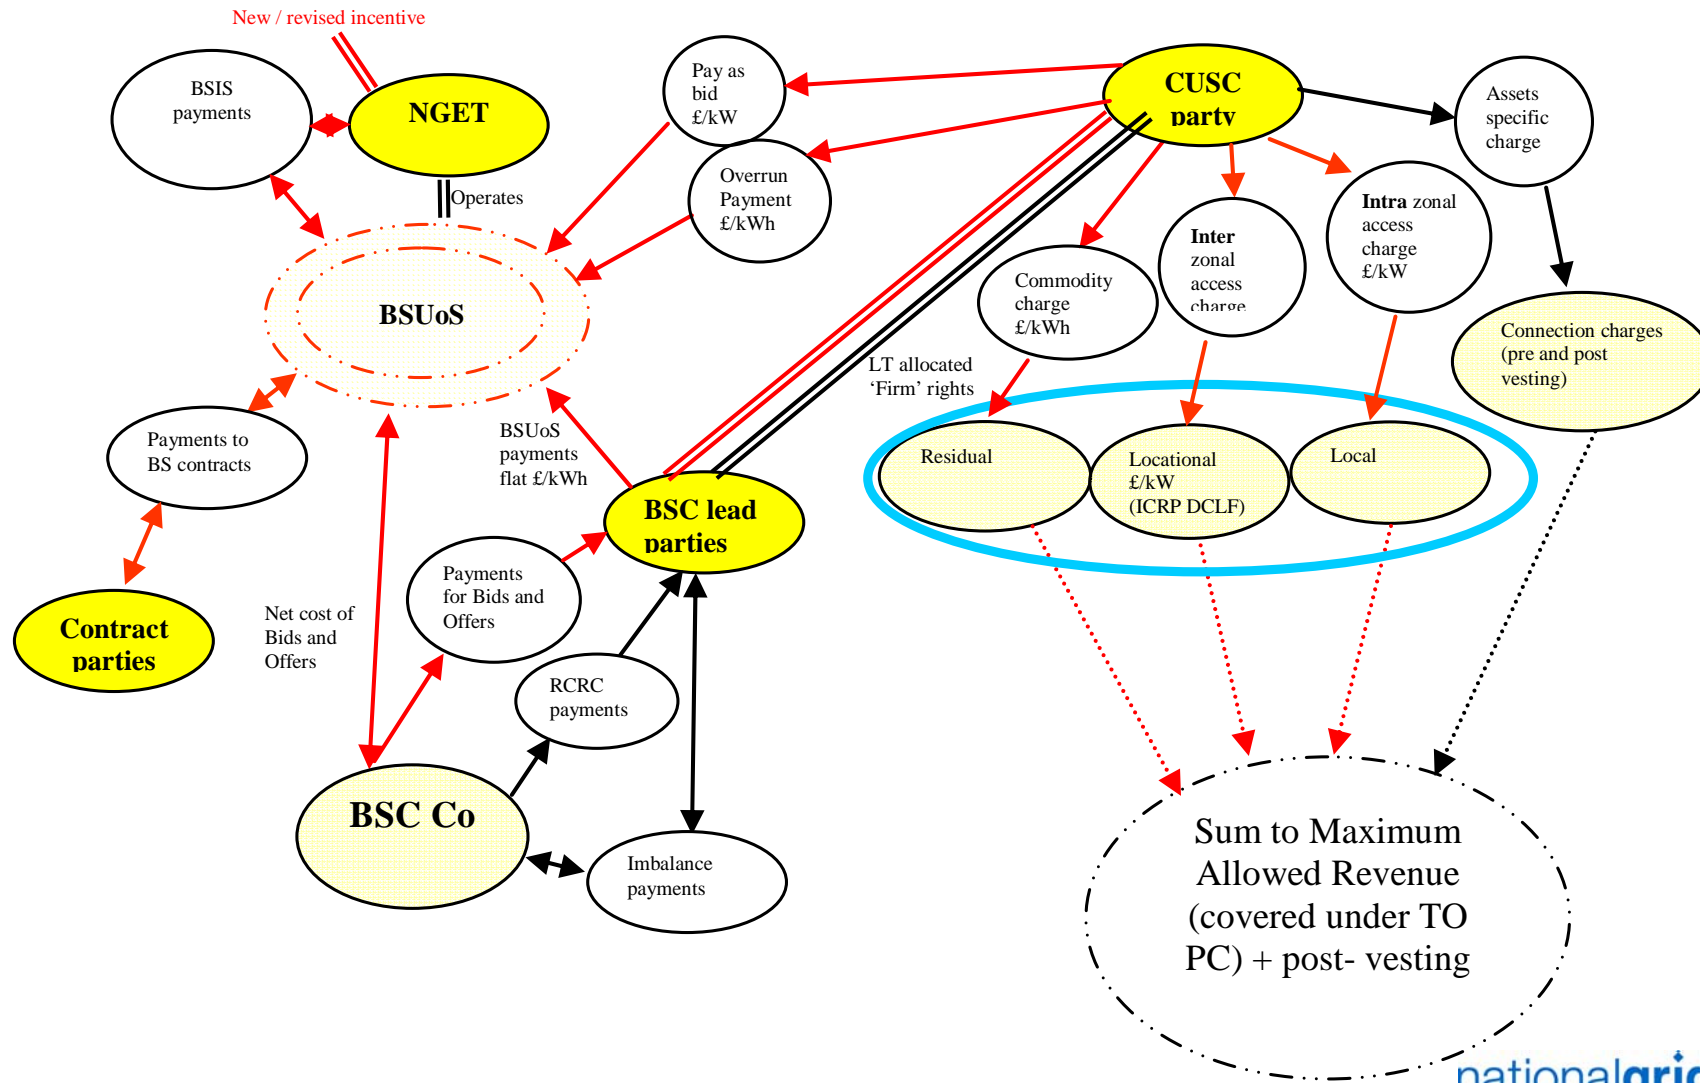 New / revised incentive
BSIS
payments
NGET
Operates
Pay as
bid
£/kW
Overrun
Payment
£/kWh
CUSC
party
Assets
specific
charge
Intra zonal
access
charge
£/kW
Inter
zonal
access
charge
Commodity
charge
£/kWh
Connection charges
(pre and post
vesting)
BSUoS
LT allocated
‘Firm’ rights
Payments to
BS contracts
BSUoS
payments
flat £/kWh
Residual
Locational
£/kW
(ICRP DCLF)
Local
BSC lead
parties
Contract
parties
Net cost of
Bids and
Offers
Payments
for Bids and
Offers
RCRC
payments
BSC Co
Imbalance
payments
Sum to Maximum
Allowed Revenue
(covered under TO
PC) + post- vesting
nationalgrid